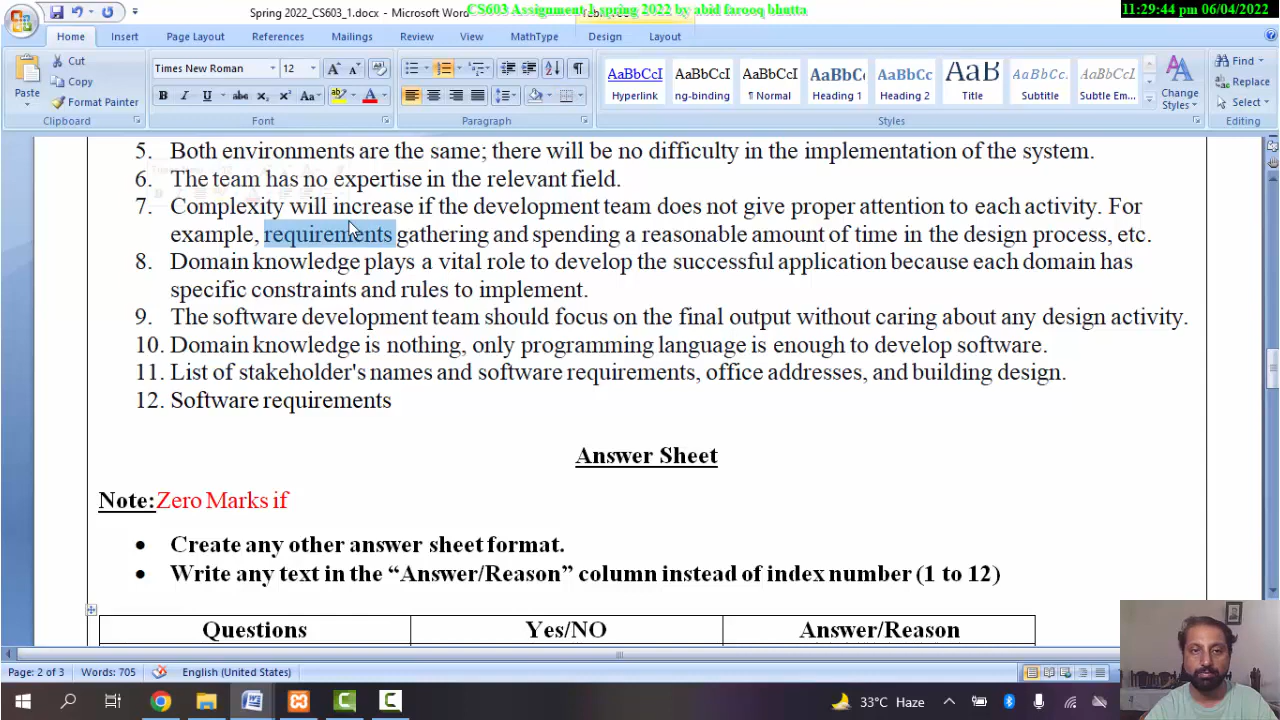 Spring 2022_CS603_1.docx - Microsoft Word
CS603 Assignment 1 spring 2022 by abid farooq bhutta
11:29:44 pm 06/04/2022
Home Insert Page Layout References Mailings Review View MathType Design Layout
Paste
Cut
Copy
Format Painter
Clipboard
Times New Roman 12
Font
Paragraph
AaBbCcI AaBbCcI AaBbCcI AaBbCc AaBbCc AaB AaBbCcI AaBbCcI
Hyperlink ng-binding ¶ Normal Heading 1 Heading 2 Title Subtitle Subtle Em...
Change Styles
Styles
Find
Replace
Select
Editing
5. Both environments are the same; there will be no difficulty in the implementation of the system.
6. The team has no expertise in the relevant field.
7. Complexity will increase if the development team does not give proper attention to each activity. For
example, requirements gathering and spending a reasonable amount of time in the design process, etc.
8. Domain knowledge plays a vital role to develop the successful application because each domain has
specific constraints and rules to implement.
9. The software development team should focus on the final output without caring about any design activity.
10. Domain knowledge is nothing, only programming language is enough to develop software.
11. List of stakeholder's names and software requirements, office addresses, and building design.
12. Software requirements
Answer Sheet
Note:Zero Marks if
• Create any other answer sheet format.
• Write any text in the “Answer/Reason” column instead of index number (1 to 12)
Questions Yes/NO Answer/Reason
Page: 2 of 3 Words: 705 English (United States)
33°C Haze